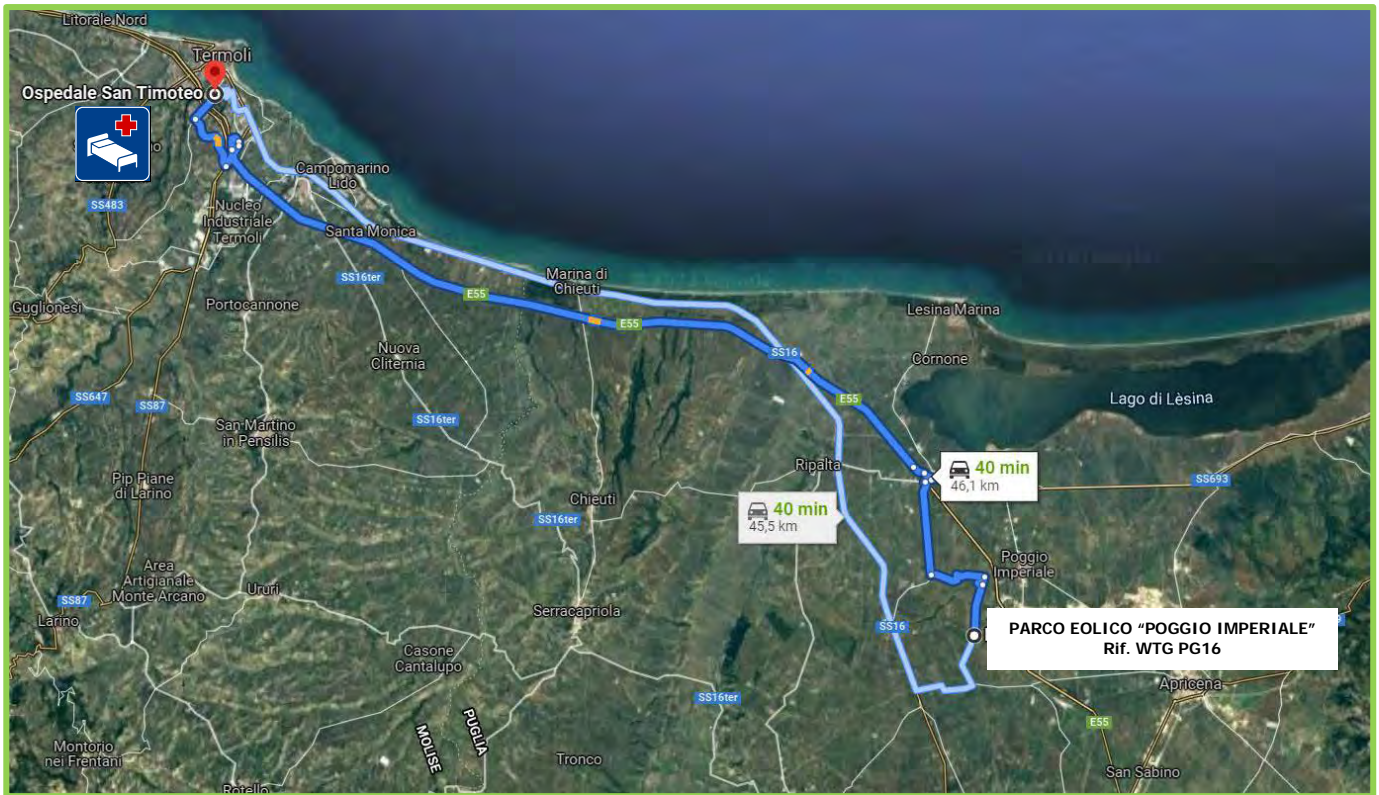 Litorale Nord
Termoli
Ospedale San Timoteo
SS483
Campomarino
Lido
Nucleo
Industriale
Termoli
Santa Monica
SS16ter
Marina di
Chieuti
E55
Guglionesi
Portocannone
E55
Lesina Marina
Nuova
Cliternia
SS16
Cornone
SS647
SS87
E55
Lago di Lèsina
San Martino
in Pensilis
SS16ter
Pip Piane
di Larino
Ripalta
40 min
46,1 km
SS693
Chieuti
SS16ter
40 min
45,5 km
Area
Artigianale
Monte Arcano
Ururi
Poggio
Imperiale
SS87
Larino
Serracapriola
SS16
PARCO EOLICO “POGGIO IMPERIALE”
Rif. WTG PG16
Casone
Cantalupo
SS16ter
Apricena
E55
MOLISE
PUGLIA
Montorio
nei Frentani
Tronco
San Sabino
Rotello